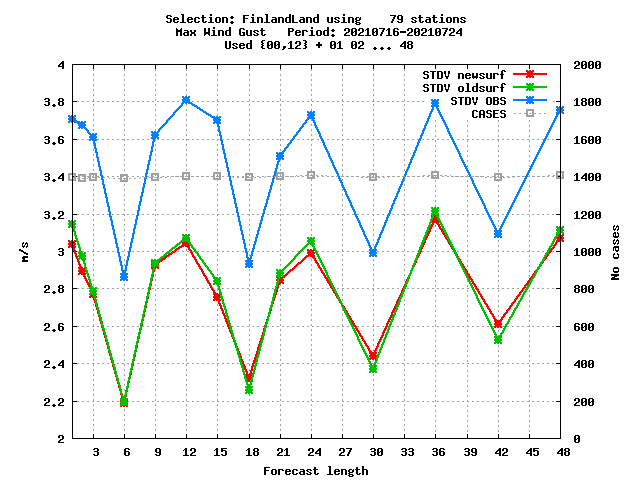 Selection: FinlandLand using    79 stations
Max Wind Gust   Period: 20210716-20210724
Used {00,12} + 01 02 ... 48
STDV newsurf
STDV oldsurf
STDV OBS
CASES
4
3.8
3.6
3.4
3.2
3
2.8
2.6
2.4
2.2
2
m/s
2000
1800
1600
1400
1200
1000
800
600
400
200
0
No cases
3 6 9 12 15 18 21 24 27 30 33 36 39 42 45 48
Forecast length